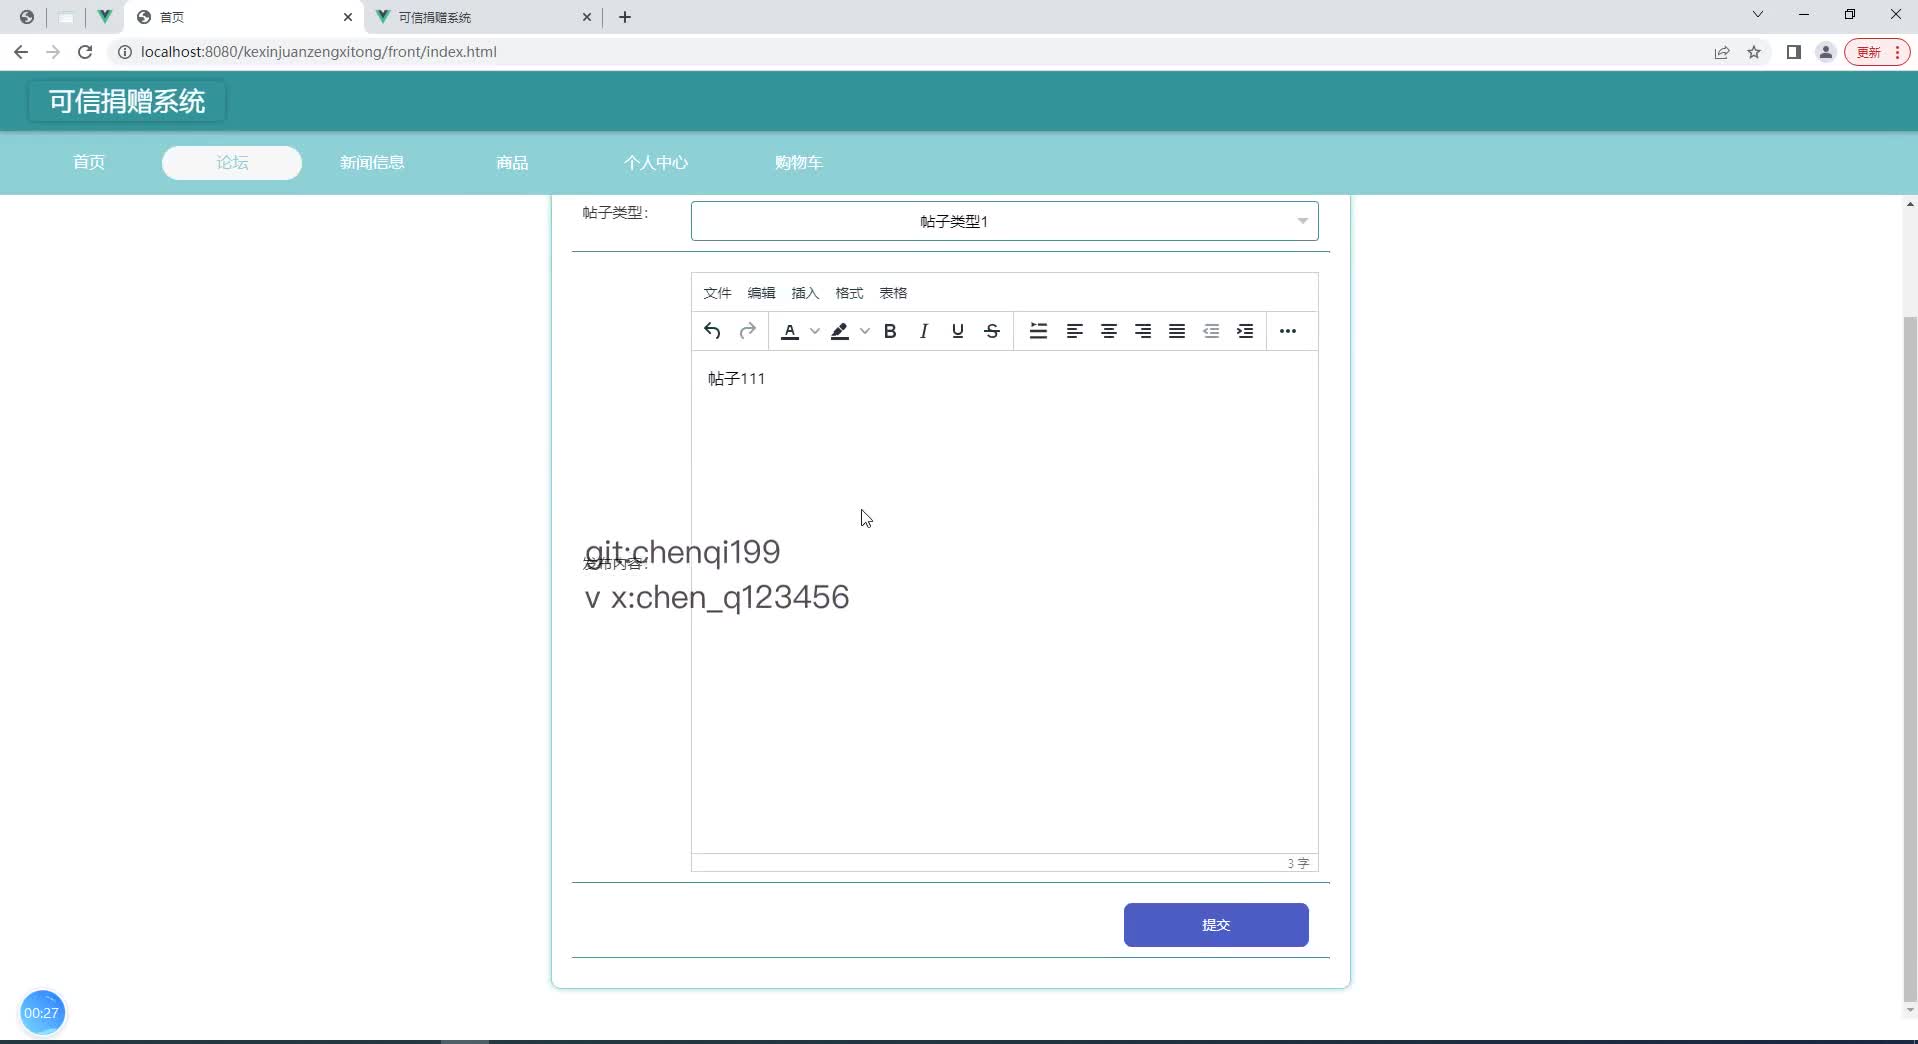 首页
可信捐赠系统
localhost:8080/kexinjuanzengxitong/front/index.html
更新
可信捐赠系统
首页 论坛 新闻信息 商品 个人中心 购物车
帖子类型:
帖子类型1
文件 编辑 插入 格式 表格
帖子111
git:chenqi199
发布内容:
v x:chen_q123456
3 字
提交
00:27